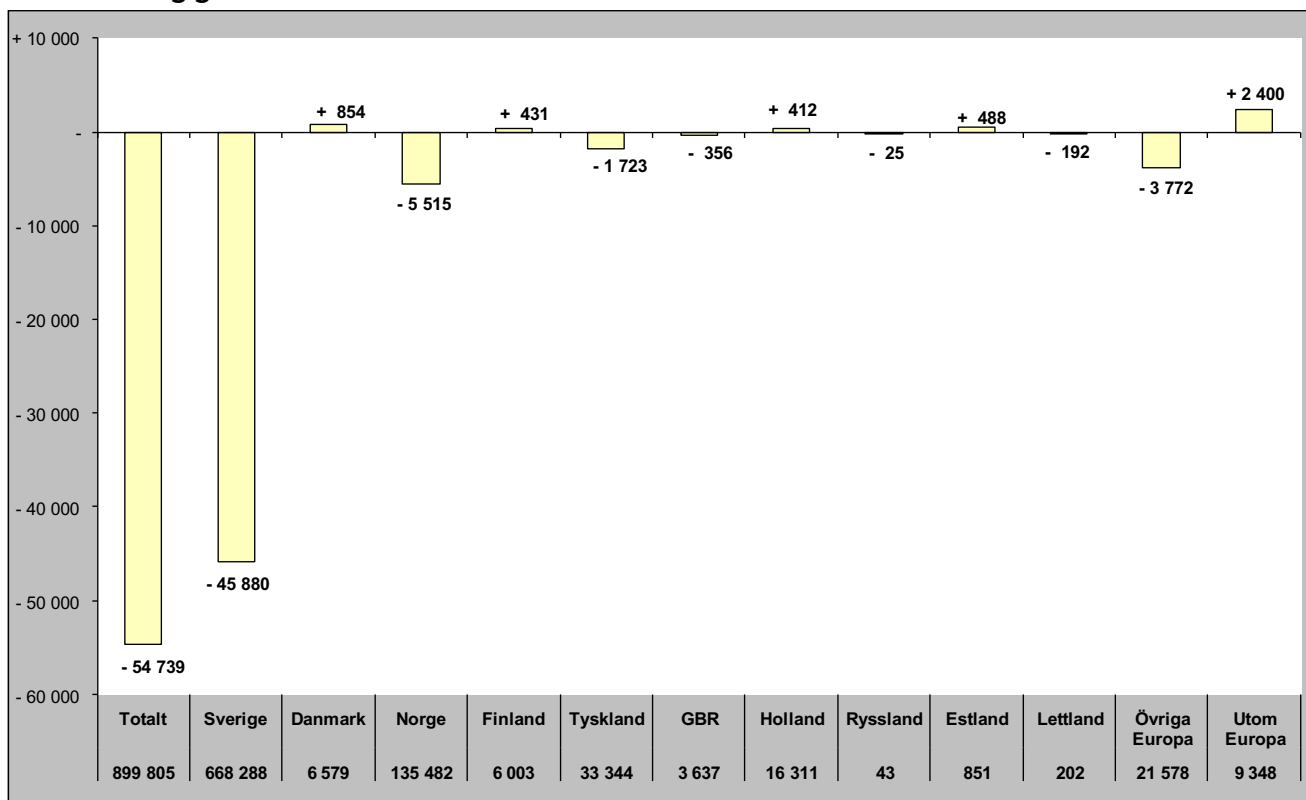 + 10 000
-
- 10 000
- 20 000
- 30 000
- 40 000
- 50 000
- 60 000
- 54 739
- 45 880
+ 854
- 5 515
+ 431
- 1 723
- 356
+ 412
- 25
+ 488
- 192
- 3 772
+ 2 400
Totalt Sverige Danmark Norge Finland Tyskland GBR Holland Ryssland Estland Lettland Övriga Europa Utom Europa
899 805 668 288 6 579 135 482 6 003 33 344 3 637 16 311 43 851 202 21 578 9 348